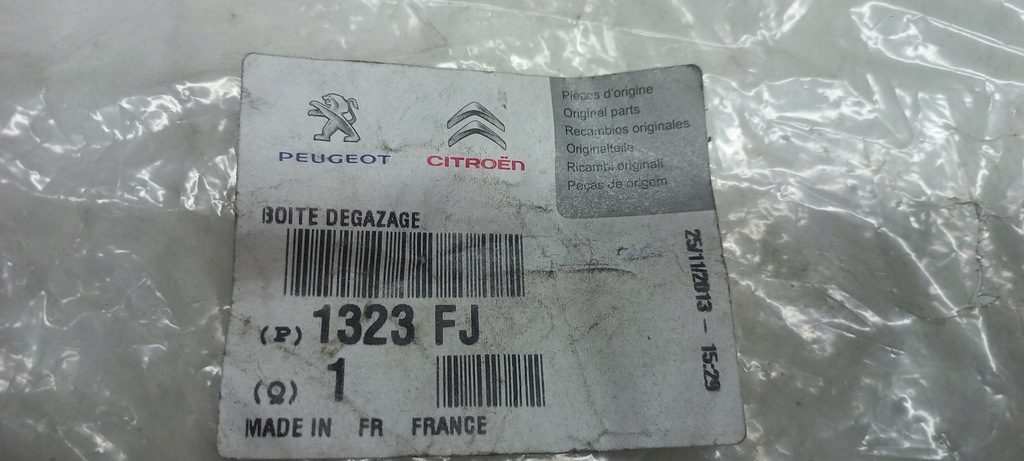 PEUGEOT
CITROËN
Pièces d'origine
Original parts
Recambios originales
Originalteile
Ricambi originali
Peças de origem
BOITE DEGAZAGE
(P) 1323 FJ
(Q) 1
MADE IN FR FRANCE
25/11/2013 - 15:29